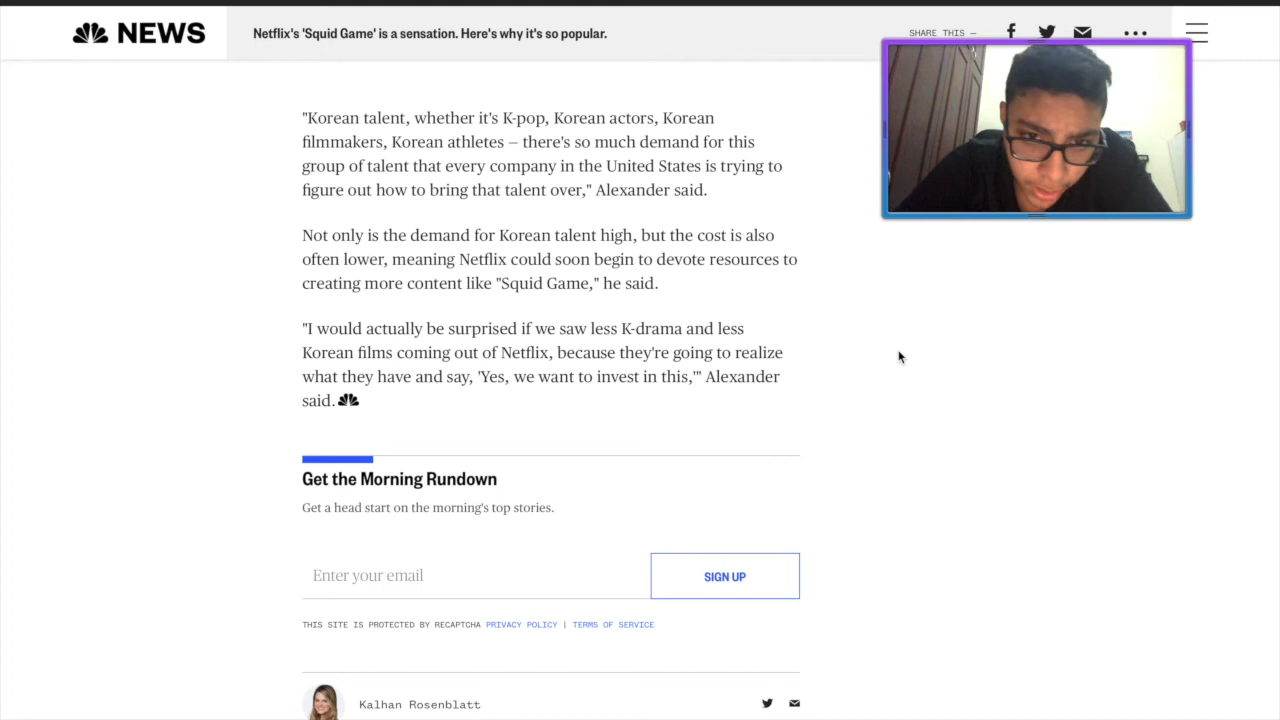 NEWS
Netflix's 'Squid Game' is a sensation. Here's why it's so popular.
SHARE THIS —
"Korean talent, whether it's K-pop, Korean actors, Korean
filmmakers, Korean athletes — there's so much demand for this
group of talent that every company in the United States is trying to
figure out how to bring that talent over," Alexander said.
Not only is the demand for Korean talent high, but the cost is also
often lower, meaning Netflix could soon begin to devote resources to
creating more content like "Squid Game," he said.
"I would actually be surprised if we saw less K-drama and less
Korean films coming out of Netflix, because they're going to realize
what they have and say, 'Yes, we want to invest in this,'" Alexander
said.
Get the Morning Rundown
Get a head start on the morning's top stories.
Enter your email
SIGN UP
THIS SITE IS PROTECTED BY RECAPTCHA PRIVACY POLICY | TERMS OF SERVICE
Kalhan Rosenblatt